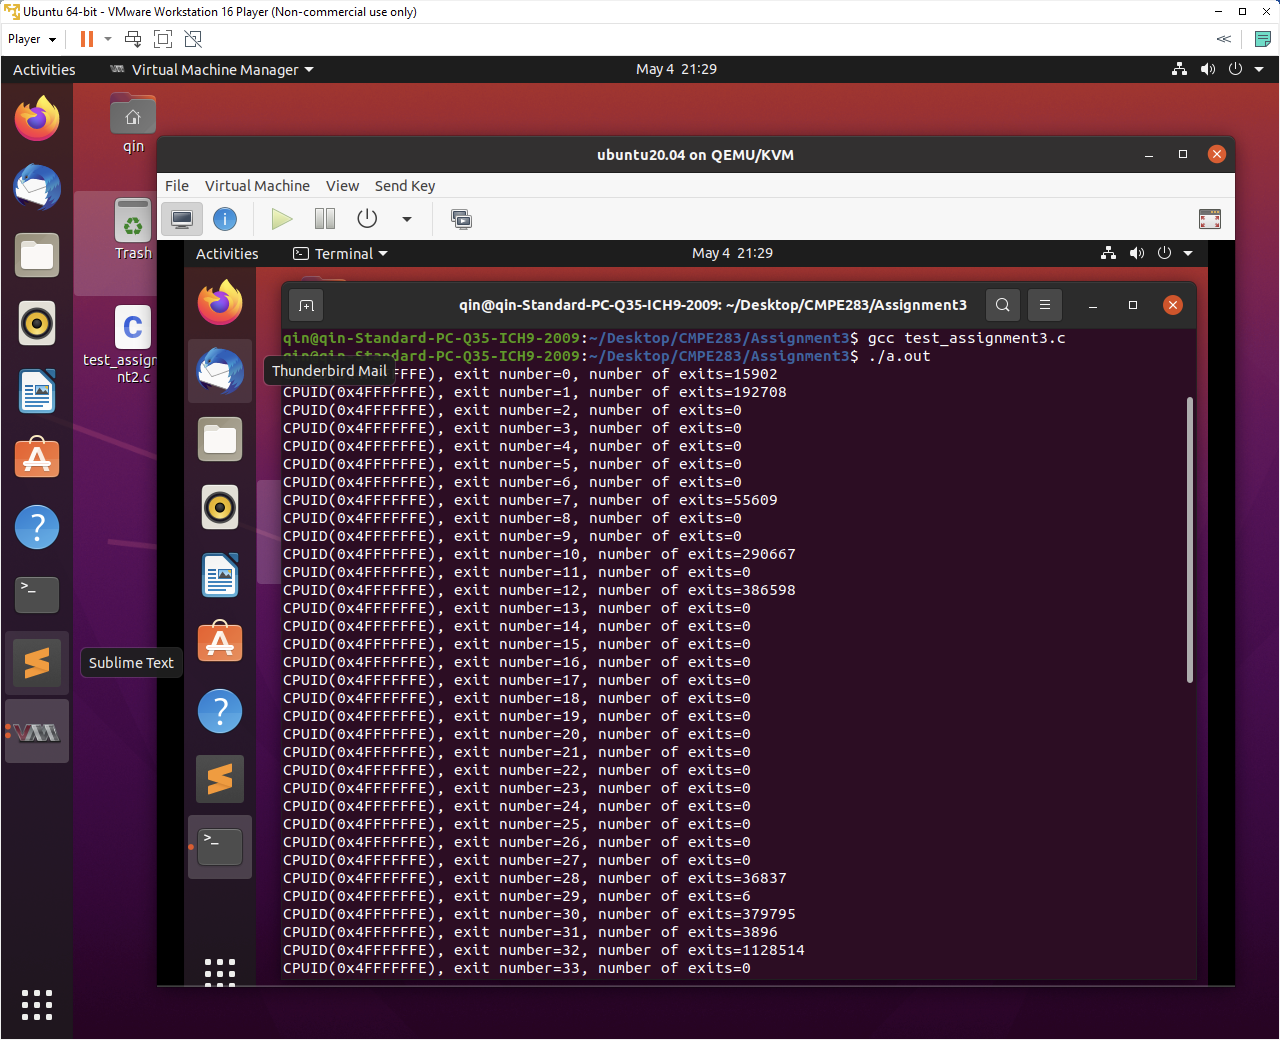 Ubuntu 64-bit - VMware Workstation 16 Player (Non-commercial use only)
Player
Activities
Virtual Machine Manager
May 4 21:29
qin
Trash
test_assignment2.c
Sublime Text
ubuntu20.04 on QEMU/KVM
File Virtual Machine View Send Key
Activities
Terminal
May 4 21:29
Thunderbird Mail
qin@qin-Standard-PC-Q35-ICH9-2009: ~/Desktop/CMPE283/Assignment3
qin@qin-Standard-PC-Q35-ICH9-2009:~/Desktop/CMPE283/Assignment3$ gcc test_assignment3.c
qin@qin-Standard-PC-Q35-ICH9-2009:~/Desktop/CMPE283/Assignment3$ ./a.out
FFFE), exit number=0, number of exits=15902
CPUID(0x4FFFFFFE), exit number=1, number of exits=192708
CPUID(0x4FFFFFFE), exit number=2, number of exits=0
CPUID(0x4FFFFFFE), exit number=3, number of exits=0
CPUID(0x4FFFFFFE), exit number=4, number of exits=0
CPUID(0x4FFFFFFE), exit number=5, number of exits=0
CPUID(0x4FFFFFFE), exit number=6, number of exits=0
CPUID(0x4FFFFFFE), exit number=7, number of exits=55609
CPUID(0x4FFFFFFE), exit number=8, number of exits=0
CPUID(0x4FFFFFFE), exit number=9, number of exits=0
CPUID(0x4FFFFFFE), exit number=10, number of exits=290667
CPUID(0x4FFFFFFE), exit number=11, number of exits=0
CPUID(0x4FFFFFFE), exit number=12, number of exits=386598
CPUID(0x4FFFFFFE), exit number=13, number of exits=0
CPUID(0x4FFFFFFE), exit number=14, number of exits=0
CPUID(0x4FFFFFFE), exit number=15, number of exits=0
CPUID(0x4FFFFFFE), exit number=16, number of exits=0
CPUID(0x4FFFFFFE), exit number=17, number of exits=0
CPUID(0x4FFFFFFE), exit number=18, number of exits=0
CPUID(0x4FFFFFFE), exit number=19, number of exits=0
CPUID(0x4FFFFFFE), exit number=20, number of exits=0
CPUID(0x4FFFFFFE), exit number=21, number of exits=0
CPUID(0x4FFFFFFE), exit number=22, number of exits=0
CPUID(0x4FFFFFFE), exit number=23, number of exits=0
CPUID(0x4FFFFFFE), exit number=24, number of exits=0
CPUID(0x4FFFFFFE), exit number=25, number of exits=0
CPUID(0x4FFFFFFE), exit number=26, number of exits=0
CPUID(0x4FFFFFFE), exit number=27, number of exits=0
CPUID(0x4FFFFFFE), exit number=28, number of exits=36837
CPUID(0x4FFFFFFE), exit number=29, number of exits=6
CPUID(0x4FFFFFFE), exit number=30, number of exits=379795
CPUID(0x4FFFFFFE), exit number=31, number of exits=3896
CPUID(0x4FFFFFFE), exit number=32, number of exits=1128514
CPUID(0x4FFFFFFE), exit number=33, number of exits=0